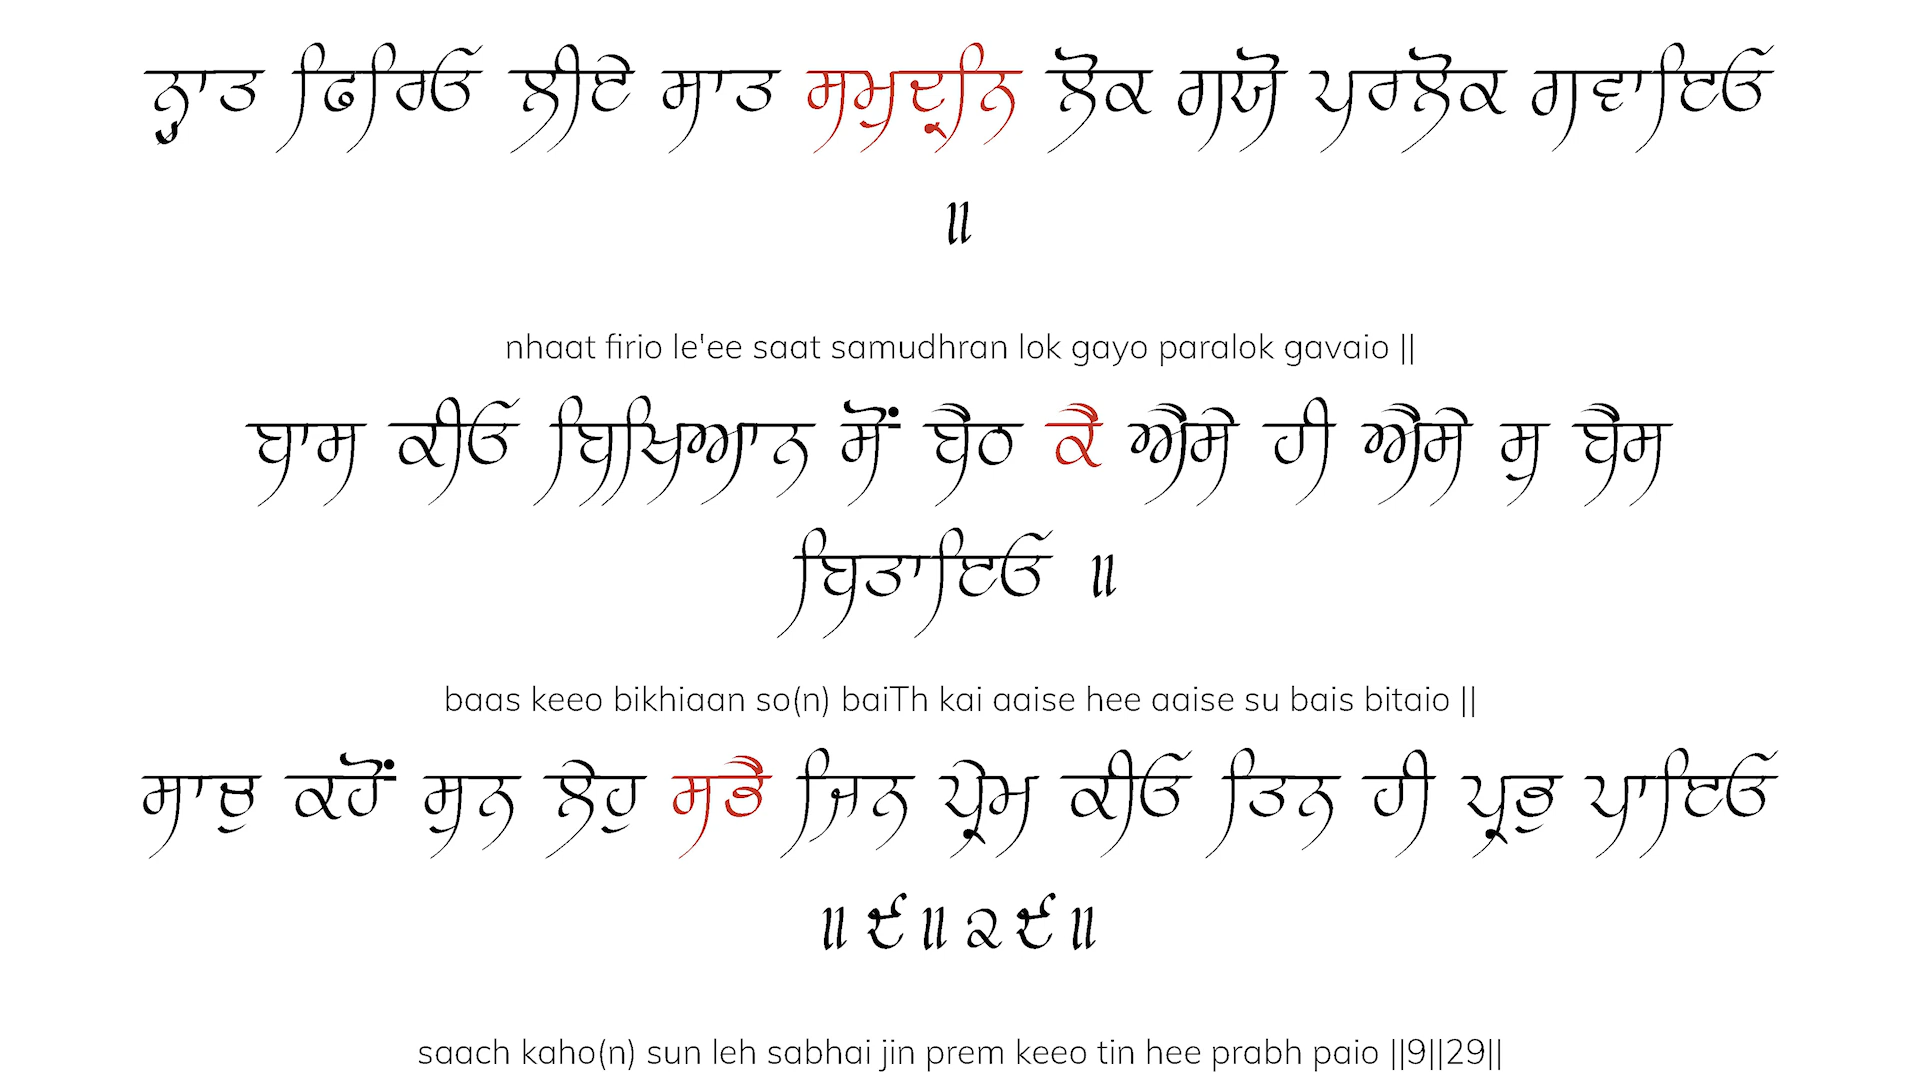 ਨ੍ਹਾਤ ਫਿਰਿਓ ਲੀਏ ਸਾਤ ਸਮੁਦ੍ਰਨਿ ਲੋਕ ਗਯੋ ਪਰਲੋਕ ਗਵਾਇਓ
॥
nhaat firio le'ee saat samudhran lok gayo paralok gavaio ||
ਬਾਸ ਕੀਓ ਬਿਖਿਆਨ ਸੋਂ ਬੈਠ ਕੈ ਐਸੇ ਹੀ ਐਸੇ ਸੁ ਬੈਸ
ਬਿਤਾਇਓ ॥
baas keeo bikhiaan so(n) baiTh kai aaise hee aaise su bais bitaio ||
ਸਾਚੁ ਕਹੋਂ ਸੁਨ ਲੇਹੁ ਸਭੈ ਜਿਨ ਪ੍ਰੇਮ ਕੀਓ ਤਿਨ ਹੀ ਪ੍ਰਭੁ ਪਾਇਓ
॥੯॥੨੯॥
saach kaho(n) sun leh sabhai jin prem keeo tin hee prabh paio ||9||29||